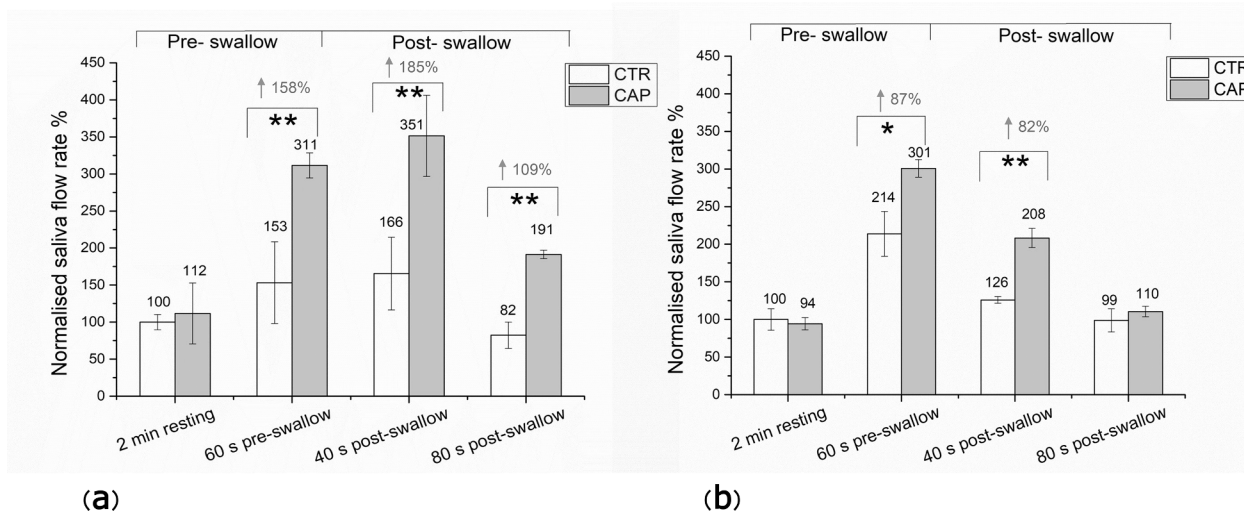 Pre- swallow Post- swallow
CTR
CAP
Normalised saliva flow rate %
450
400
350
300
250
200
150
100
50
0
↑ 158%
**
↑ 185%
**
↑ 109%
**
100
112
153
311
166
351
82
191
2 min resting
60 s pre-swallow
40 s post-swallow
80 s post-swallow
(a)
Pre- swallow Post- swallow
CTR
CAP
Normalised saliva flow rate %
450
400
350
300
250
200
150
100
50
0
↑ 87%
*
↑ 82%
**
100
94
214
301
126
208
99
110
2 min resting
60 s pre-swallow
40 s post-swallow
80 s post-swallow
(b)